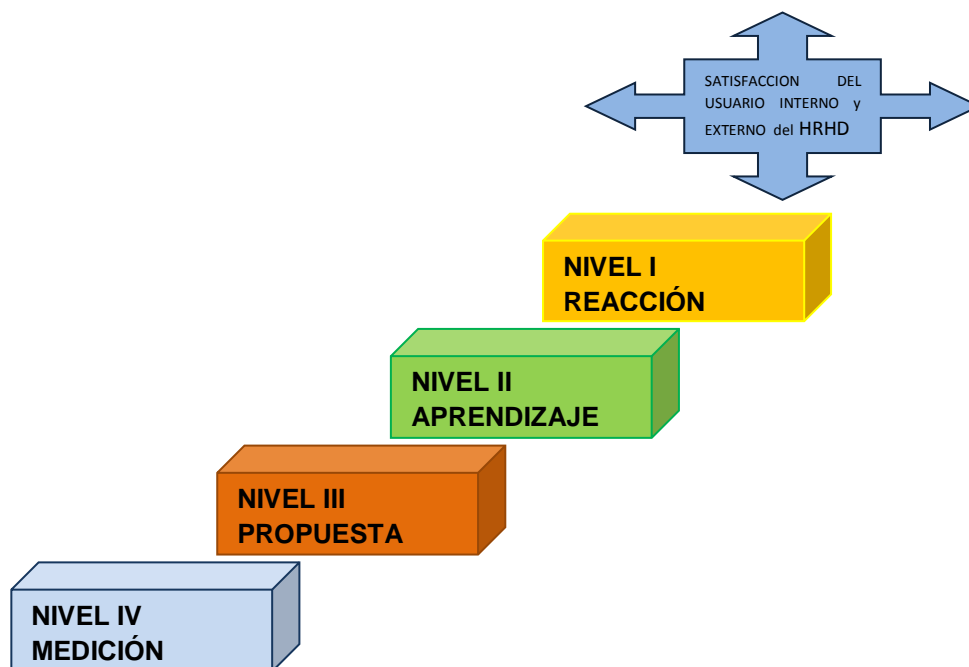 SATISFACCION DEL
USUARIO INTERNO y
EXTERNO del HRHD
NIVEL I
REACCIÓN
NIVEL II
APRENDIZAJE
NIVEL III
PROPUESTA
NIVEL IV
MEDICIÓN